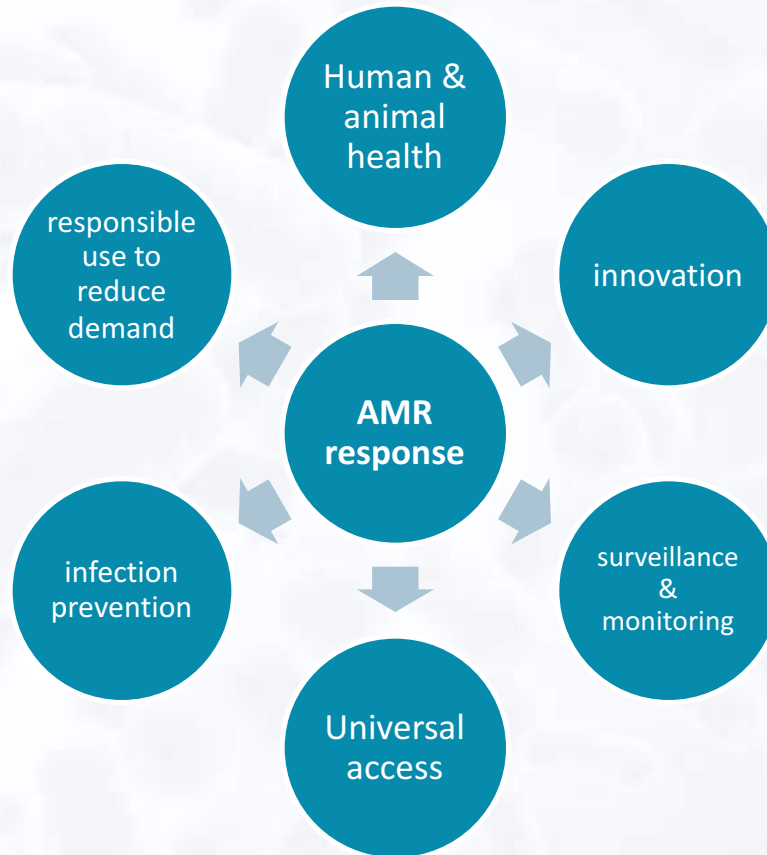 Human &
animal
health
responsible
use to
reduce
demand
innovation
AMR
response
infection
prevention
surveillance
&
monitoring
Universal
access